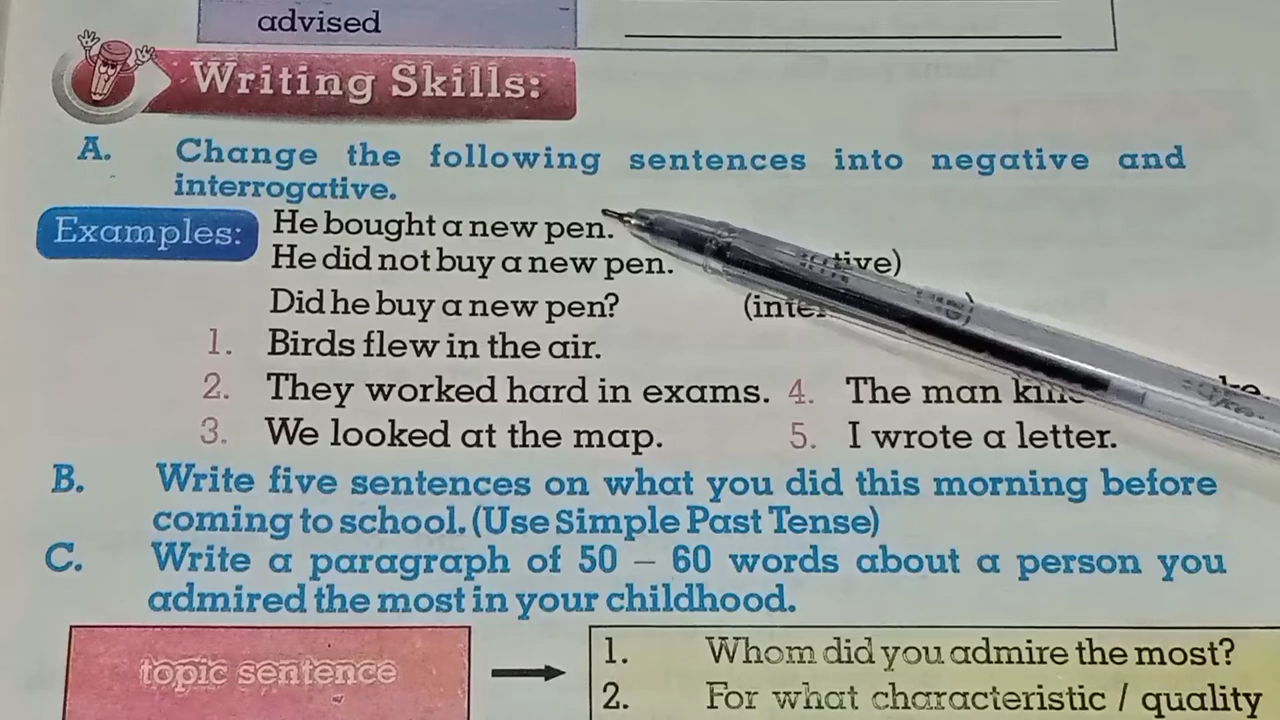 advised
Writing Skills:
A. Change the following sentences into negative and
interrogative.
Examples: He bought a new pen.
He did not buy a new pen.
Did he buy a new pen?
1. Birds flew in the air.
2. They worked hard in exams. 4. The man
3. We looked at the map. 5. I wrote a letter.
B. Write five sentences on what you did this morning before
coming to school. (Use Simple Past Tense)
C. Write a paragraph of 50 – 60 words about a person you
admired the most in your childhood.
topic sentence
1. Whom did you admire the most?
2. For what characteristic / quality